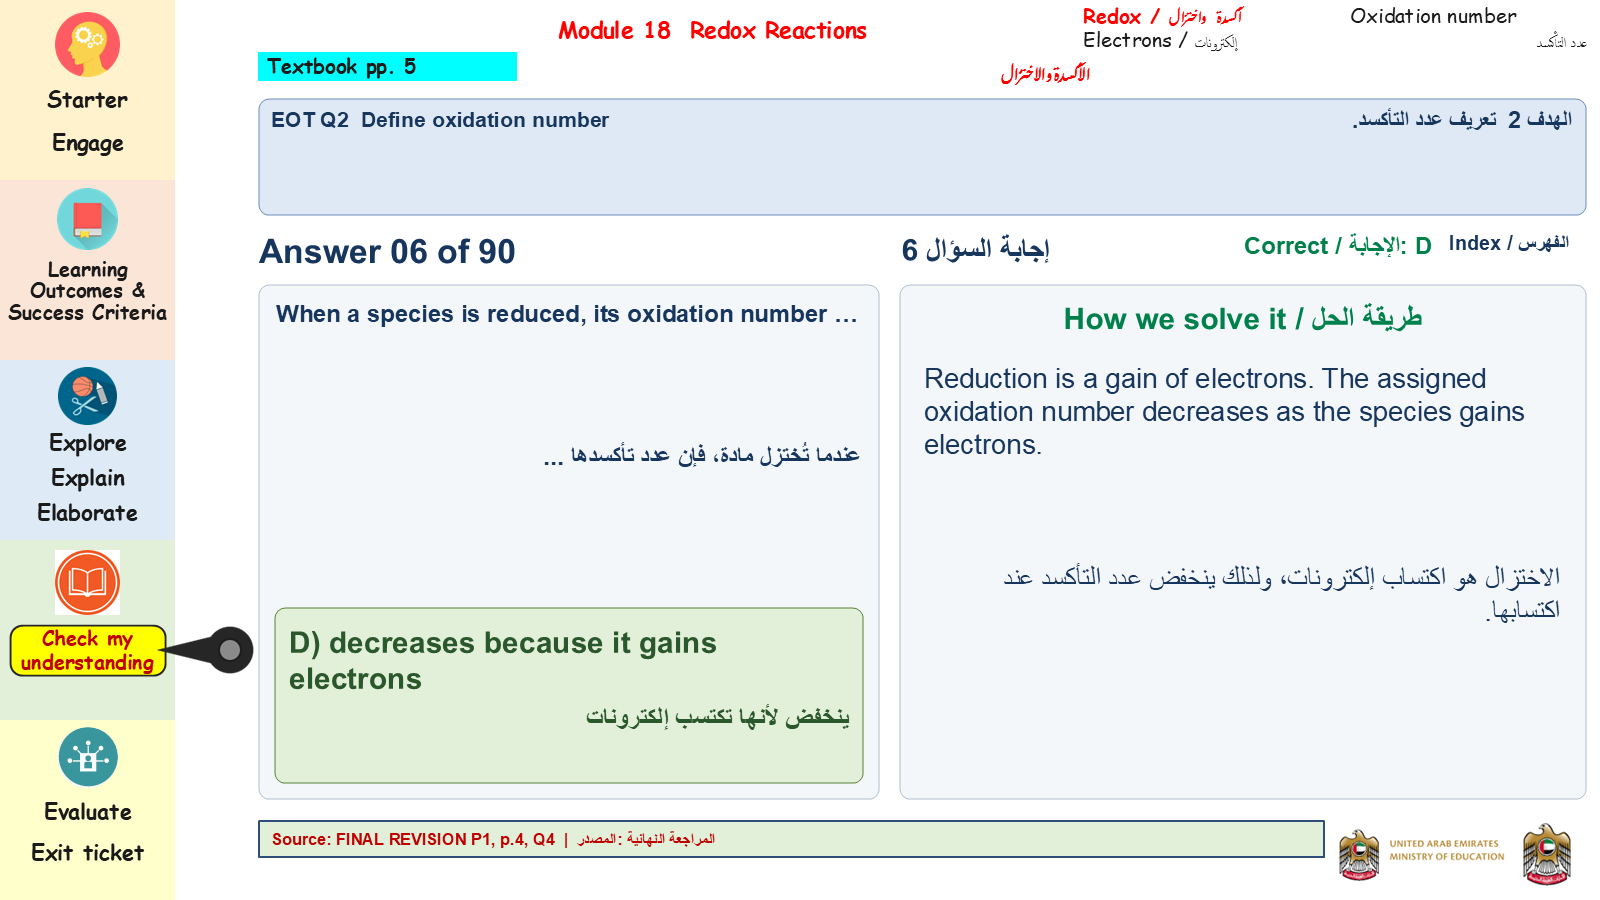 Starter
Engage
Learning
Outcomes &
Success Criteria
Explore
Explain
Elaborate
Check my
understanding
Evaluate
Exit ticket
Module 18 Redox Reactions
Redox / أكسدة واختزال
Electrons / إلكترونات
Oxidation number
عدد التأكسد
Textbook pp. 5
الأكسدة والاختزال
EOT Q2 Define oxidation number
الهدف 2 تعريف عدد التأكسد.
Answer 06 of 90
إجابة السؤال 6
Correct / الإجابة: D
Index / الفهرس
When a species is reduced, its oxidation number …
عندما تُختزل مادة، فإن عدد تأكسدها ...
D) decreases because it gains
electrons
ينخفض لأنها تكتسب إلكترونات
How we solve it / طريقة الحل
Reduction is a gain of electrons. The assigned
oxidation number decreases as the species gains
electrons.
الاختزال هو اكتساب إلكترونات، ولذلك ينخفض عدد التأكسد عند
اكتسابها.
Source: FINAL REVISION P1, p.4, Q4 | المراجعة النهائية :المصدر
UNITED ARAB EMIRATES
MINISTRY OF EDUCATION